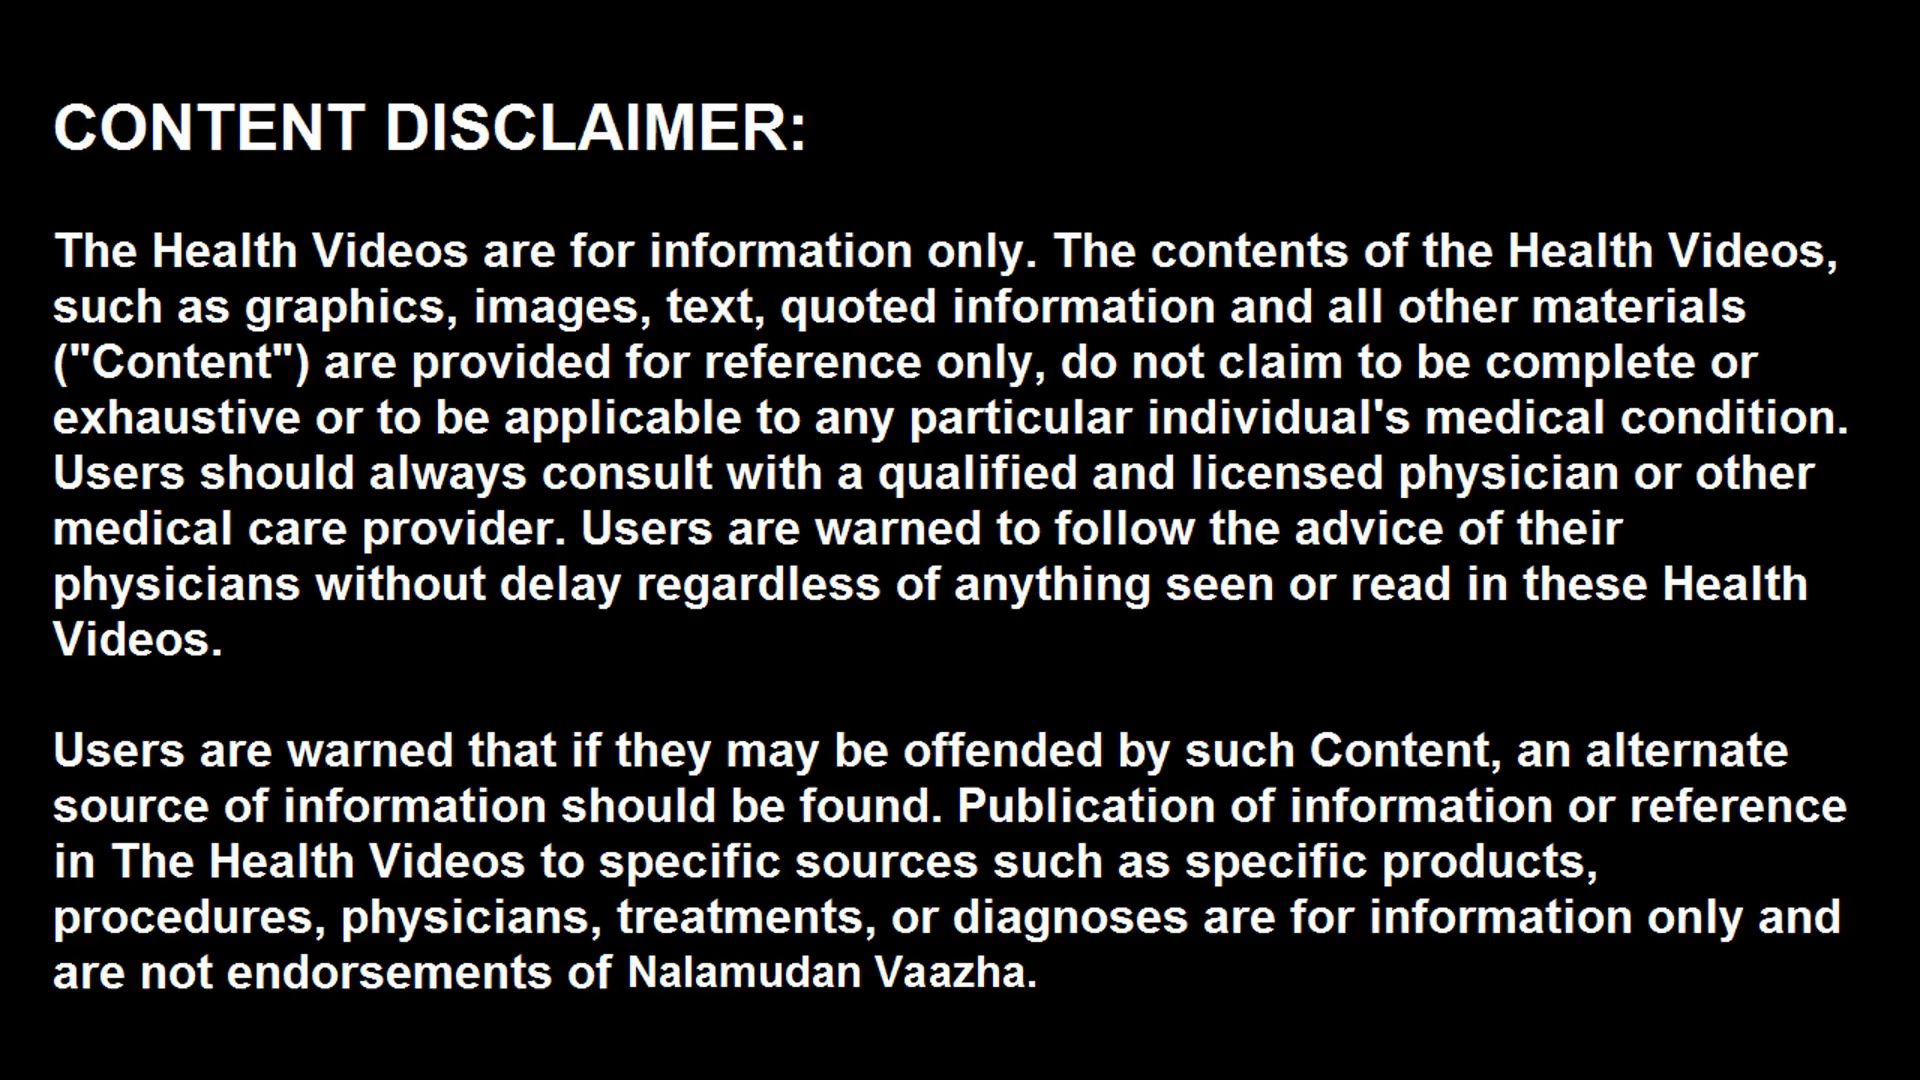 CONTENT DISCLAIMER:
The Health Videos are for information only. The contents of the Health Videos,
such as graphics, images, text, quoted information and all other materials
("Content") are provided for reference only, do not claim to be complete or
exhaustive or to be applicable to any particular individual's medical condition.
Users should always consult with a qualified and licensed physician or other
medical care provider. Users are warned to follow the advice of their
physicians without delay regardless of anything seen or read in these Health
Videos.
Users are warned that if they may be offended by such Content, an alternate
source of information should be found. Publication of information or reference
in The Health Videos to specific sources such as specific products,
procedures, physicians, treatments, or diagnoses are for information only and
are not endorsements of Nalamudan Vaazha.